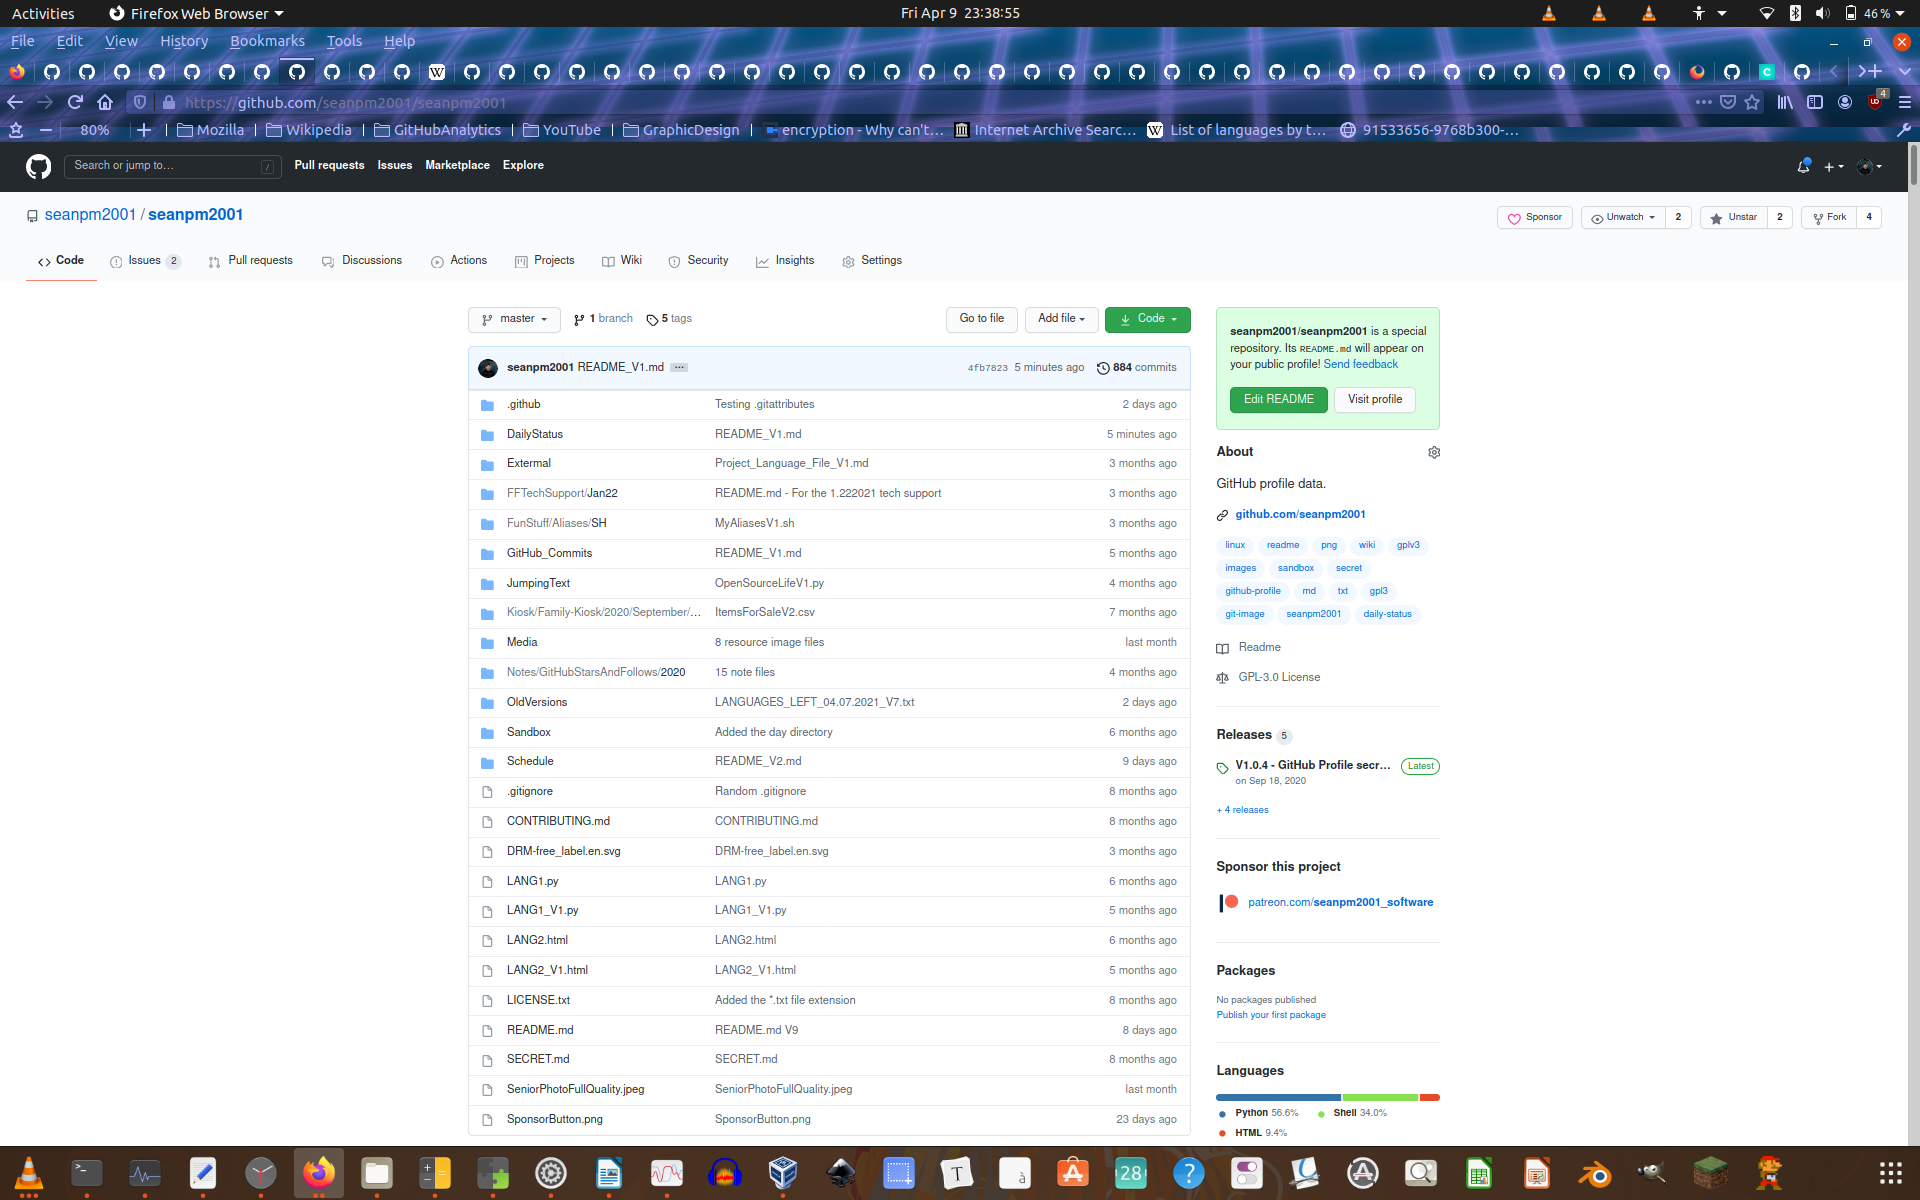 Activities Firefox Web Browser Fri Apr 9 23:38:55 46 %
File Edit View History Bookmarks Tools Help
https://github.com/seanpm2001/seanpm2001 4
80% Mozilla Wikipedia GitHubAnalytics YouTube GraphicDesign encryption - Why can't… Internet Archive Searc… List of languages by t… 91533656-9768b300-…
Search or jump to… / Pull requests Issues Marketplace Explore
seanpm2001 / seanpm2001 Sponsor Unwatch 2 Unstar 2 Fork 4
Code Issues 2 Pull requests Discussions Actions Projects Wiki Security Insights Settings
master 1 branch 5 tags Go to file Add file Code
seanpm2001 README_V1.md ... 4fb7823 5 minutes ago 884 commits
.github Testing .gitattributes 2 days ago
DailyStatus README_V1.md 5 minutes ago
Extermal Project_Language_File_V1.md 3 months ago
FFTechSupport/Jan22 README.md - For the 1.222021 tech support 3 months ago
FunStuff/Aliases/SH MyAliasesV1.sh 3 months ago
GitHub_Commits README_V1.md 5 months ago
JumpingText OpenSourceLifeV1.py 4 months ago
Kiosk/Family-Kiosk/2020/September/… ItemsForSaleV2.csv 7 months ago
Media 8 resource image files last month
Notes/GitHubStarsAndFollows/2020 15 note files 4 months ago
OldVersions LANGUAGES_LEFT_04.07.2021_V7.txt 2 days ago
Sandbox Added the day directory 6 months ago
Schedule README_V2.md 9 days ago
.gitignore Random .gitignore 8 months ago
CONTRIBUTING.md CONTRIBUTING.md 8 months ago
DRM-free_label.en.svg DRM-free_label.en.svg 3 months ago
LANG1.py LANG1.py 6 months ago
LANG1_V1.py LANG1_V1.py 5 months ago
LANG2.html LANG2.html 6 months ago
LANG2_V1.html LANG2_V1.html 5 months ago
LICENSE.txt Added the *.txt file extension 8 months ago
README.md README.md V9 8 days ago
SECRET.md SECRET.md 8 months ago
SeniorPhotoFullQuality.jpeg SeniorPhotoFullQuality.jpeg last month
SponsorButton.png SponsorButton.png 23 days ago
seanpm2001/seanpm2001 is a special
repository. Its README.md will appear on
your public profile! Send feedback
Edit README Visit profile
About
GitHub profile data.
github.com/seanpm2001
linux readme png wiki gplv3
images sandbox secret
github-profile md txt gpl3
git-image seanpm2001 daily-status
Readme
GPL-3.0 License
Releases 5
V1.0.4 - GitHub Profile secr... Latest
on Sep 18, 2020
+ 4 releases
Sponsor this project
patreon.com/seanpm2001_software
Packages
No packages published
Publish your first package
Languages
Python 56.6% Shell 34.0%
HTML 9.4%